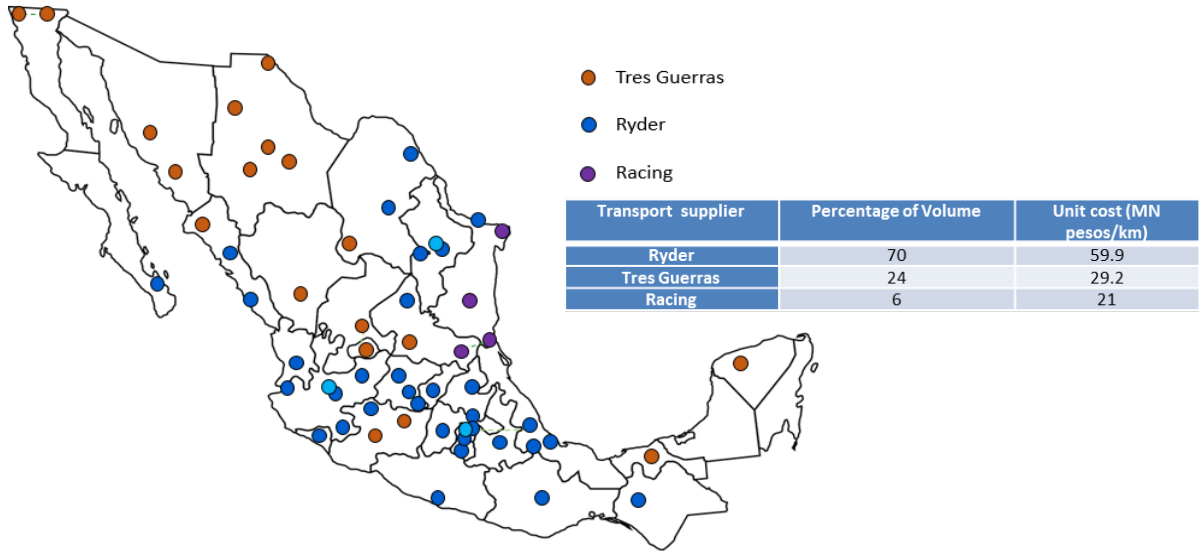 Tres Guerras
Ryder
Racing
Transport supplier Percentage of Volume Unit cost (MN
pesos/km)
Ryder 70 59.9
Tres Guerras 24 29.2
Racing 6 21